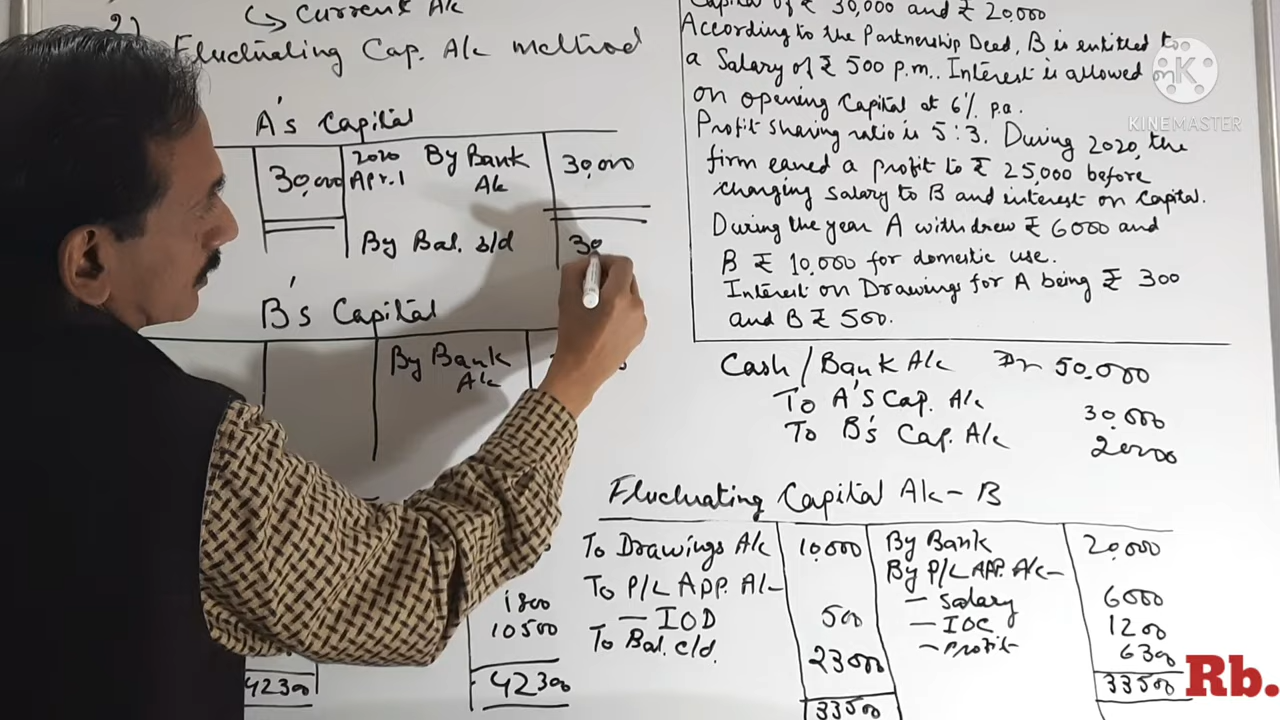 2)
↳ Current A/c
Fluctuating Cap. A/c method
A's Capital
30,000
2020
Apr. 1
By Bank
A/c
30,000
By Bal. b/d
30
B's Capital
By Bank
A/c
1800
10500
42300
42300
Capital of ₹ 30,000 and ₹ 20,000
According to the Partnership Dead, B is entitled to
a Salary of ₹ 500 p.m.. Interest is allowed on
on opening Capital at 6% p.a.
Profit sharing ratio is 5:3. During 2020, the
firm earned a profit to ₹ 25,000 before
charging salary to B and interest on Capital.
During the year A withdrew ₹ 6000 and
B ₹ 10,000 for domestic use.
Interest on Drawings for A being ₹ 300
and B ₹ 500.
KINEMASTER
Cash/Bank A/c Dr 50,000
To A's Cap. A/c 30,000
To B's Cap. A/c 20000
Fluctuating Capital A/c - B
To Drawings A/c 10,000 By Bank 20,000
To P/L APP. A/c- By P/L APP. A/c-
- IOD 500 - Salary 6000
To Bal. c/d. 23000 - IOC 1200
- Profit 6300
33500 33500
Rb.